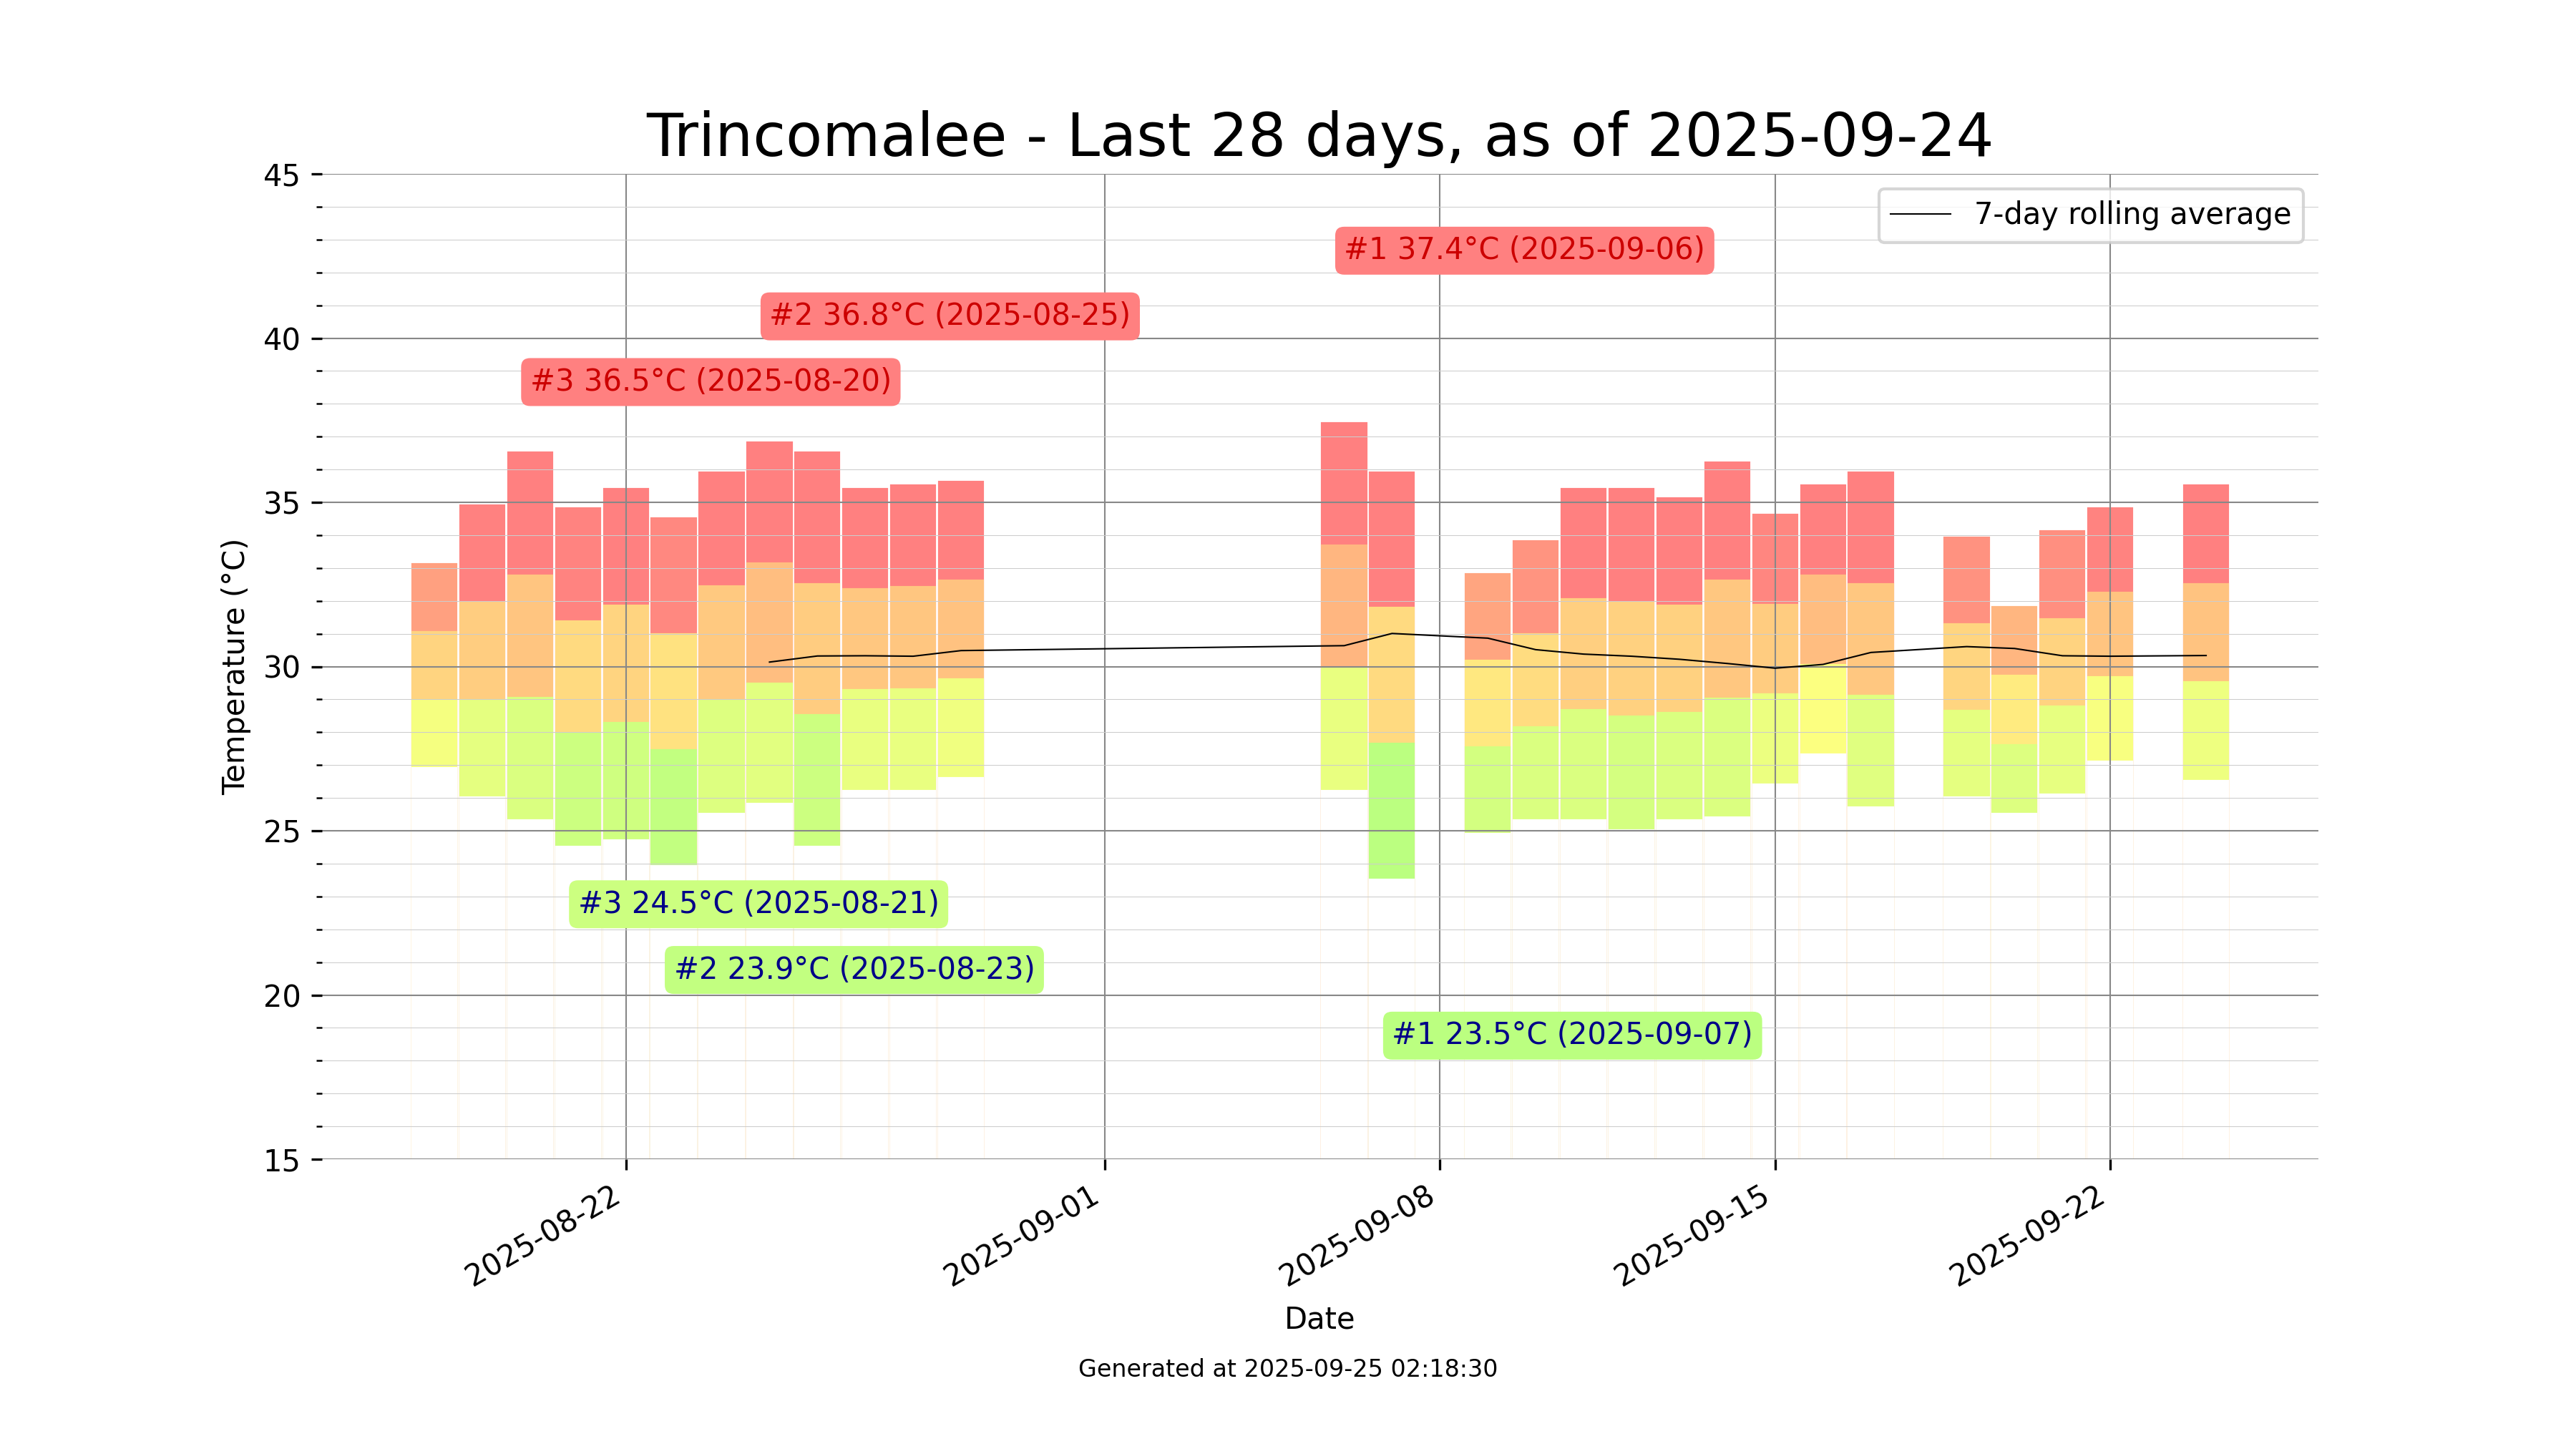 Trincomalee - Last 28 days, as of 2025-09-24
7-day rolling average
#1 37.4°C (2025-09-06)
#2 36.8°C (2025-08-25)
#3 36.5°C (2025-08-20)
#3 24.5°C (2025-08-21)
#2 23.9°C (2025-08-23)
#1 23.5°C (2025-09-07)
45
40
35
30
25
20
15
Temperature (°C)
2025-08-22
2025-09-01
2025-09-08
2025-09-15
2025-09-22
Date
Generated at 2025-09-25 02:18:30